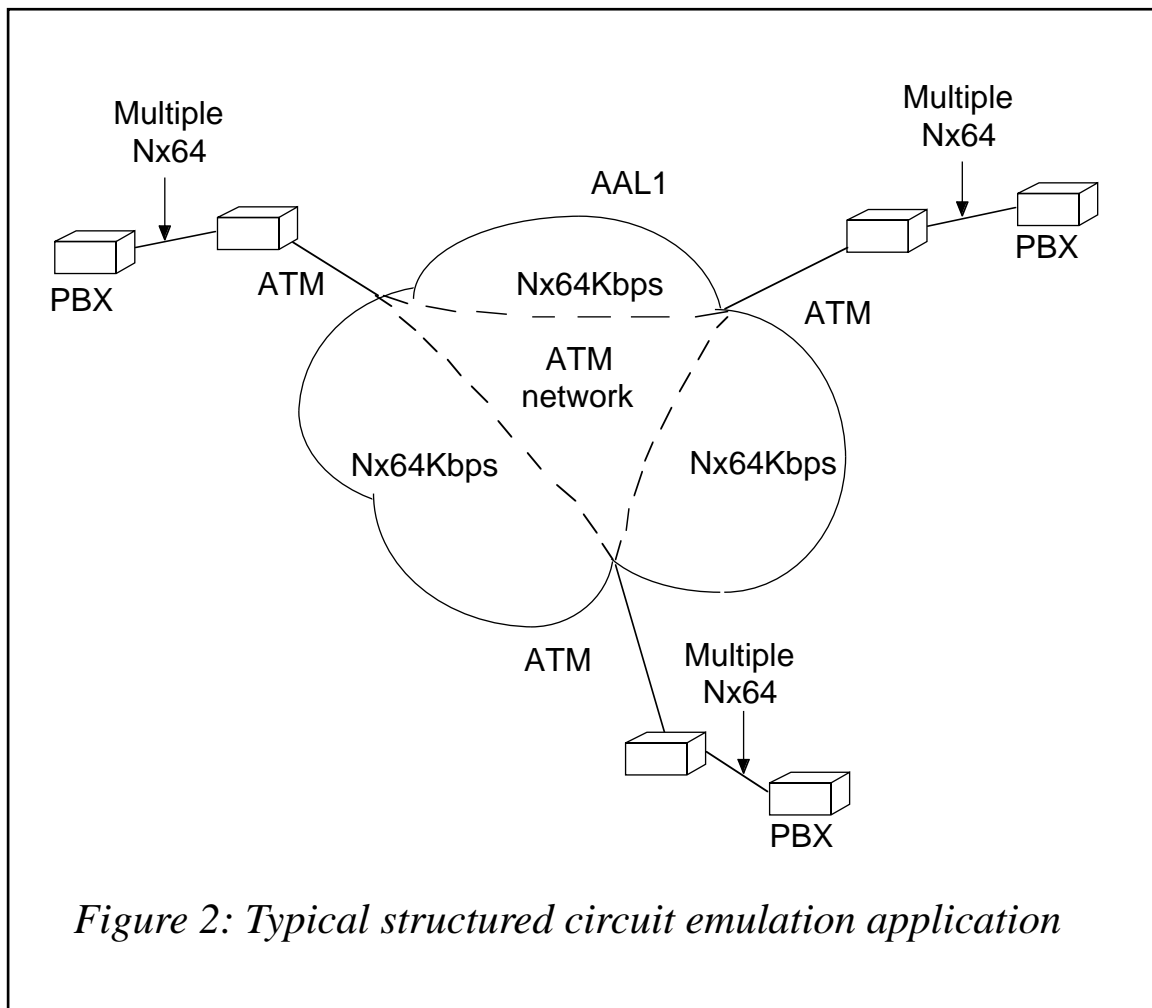 Multiple
Nx64
PBX
ATM
AAL1
Multiple
Nx64
PBX
ATM
Nx64Kbps
ATM
network
Nx64Kbps
Nx64Kbps
ATM
Multiple
Nx64
PBX
Figure 2: Typical structured circuit emulation application